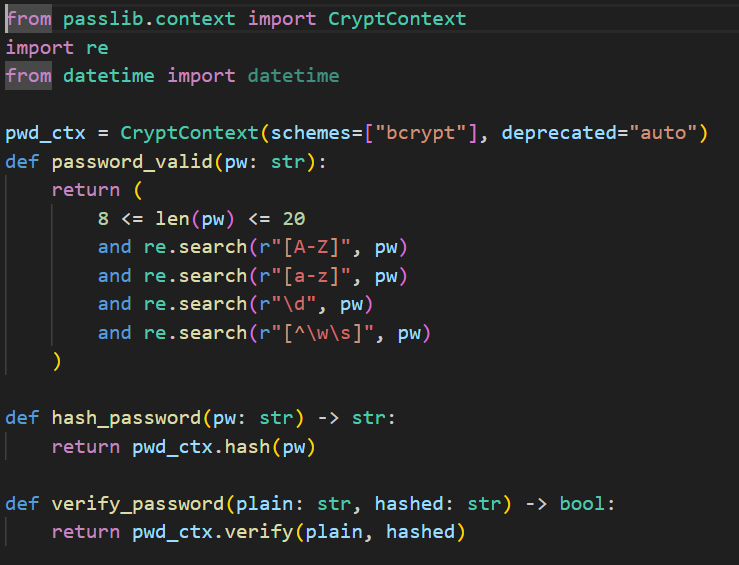 from passlib.context import CryptContext
import re
from datetime import datetime

pwd_ctx = CryptContext(schemes=["bcrypt"], deprecated="auto")
def password_valid(pw: str):
    return (
        8 <= len(pw) <= 20
        and re.search(r"[A-Z]", pw)
        and re.search(r"[a-z]", pw)
        and re.search(r"\d", pw)
        and re.search(r"[^\w\s]", pw)
    )

def hash_password(pw: str) -> str:
    return pwd_ctx.hash(pw)

def verify_password(plain: str, hashed: str) -> bool:
    return pwd_ctx.verify(plain, hashed)